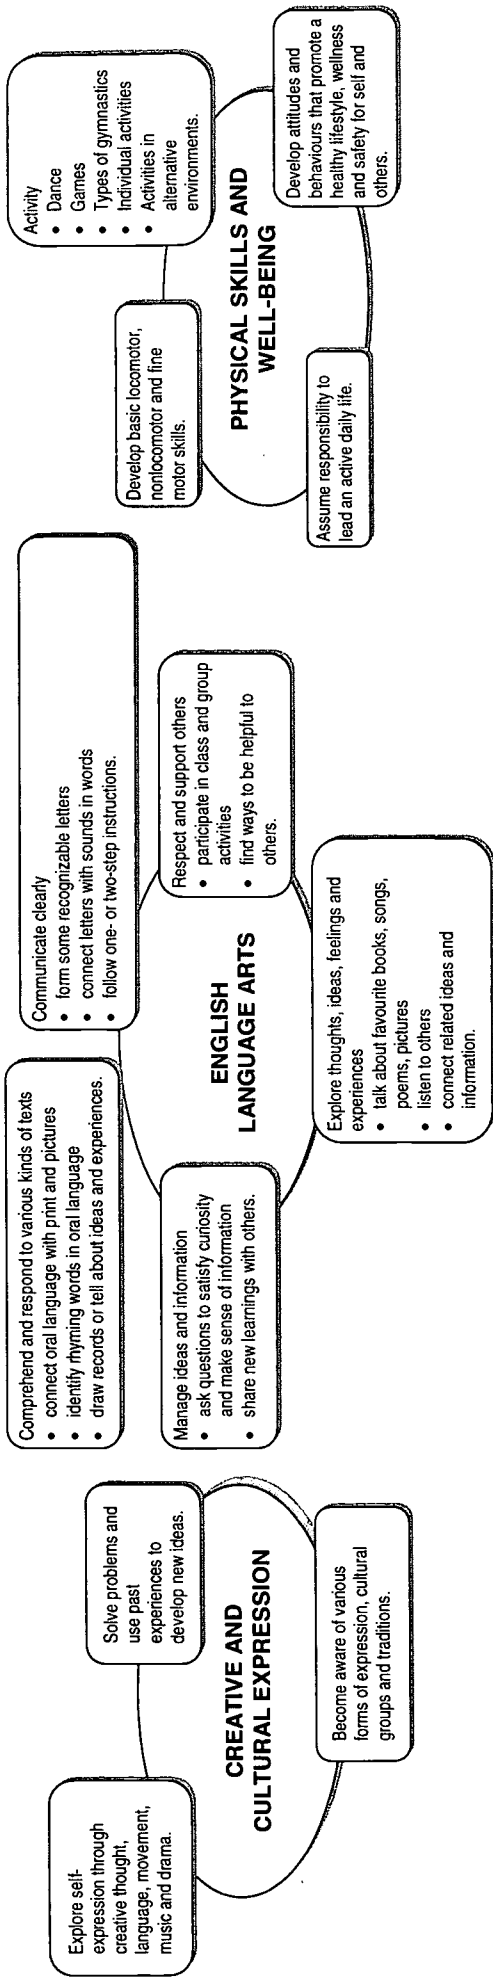 Explore self-
expression through
creative thought,
language, movement,
music and drama.
Solve problems and
use past
experiences to
develop new ideas.
CREATIVE AND
CULTURAL EXPRESSION
Become aware of various
forms of expression, cultural
groups and traditions.
Comprehend and respond to various kinds of texts
• connect oral language with print and pictures
• identify rhyming words in oral language
• draw records or tell about ideas and experiences.
Communicate clearly
• form some recognizable letters
• connect letters with sounds in words
• follow one- or two-step instructions.
Manage ideas and information
• ask questions to satisfy curiosity
and make sense of information
• share new learnings with others.
ENGLISH
LANGUAGE ARTS
Respect and support others
• participate in class and group
activities
• find ways to be helpful to
others.
Explore thoughts, ideas, feelings and
experiences
• talk about favourite books, songs,
poems, pictures
• listen to others
• connect related ideas and
information.
Develop basic locomotor,
nonlocomotor and fine
motor skills.
Activity
• Dance
• Games
• Types of gymnastics
• Individual activities
• Activities in
alternative
environments.
PHYSICAL SKILLS AND
WELL-BEING
Assume responsibility to
lead an active daily life.
Develop attitudes and
behaviours that promote a
healthy lifestyle, wellness
and safety for self and
others.